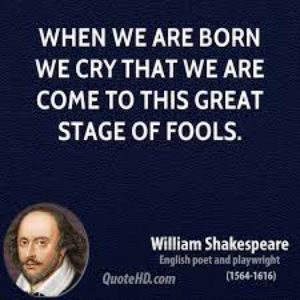 WHEN WE ARE BORN
WE CRY THAT WE ARE
COME TO THIS GREAT
STAGE OF FOOLS.
William Shakespeare
English poet and playwright
(1564-1616)
QuoteHD.com